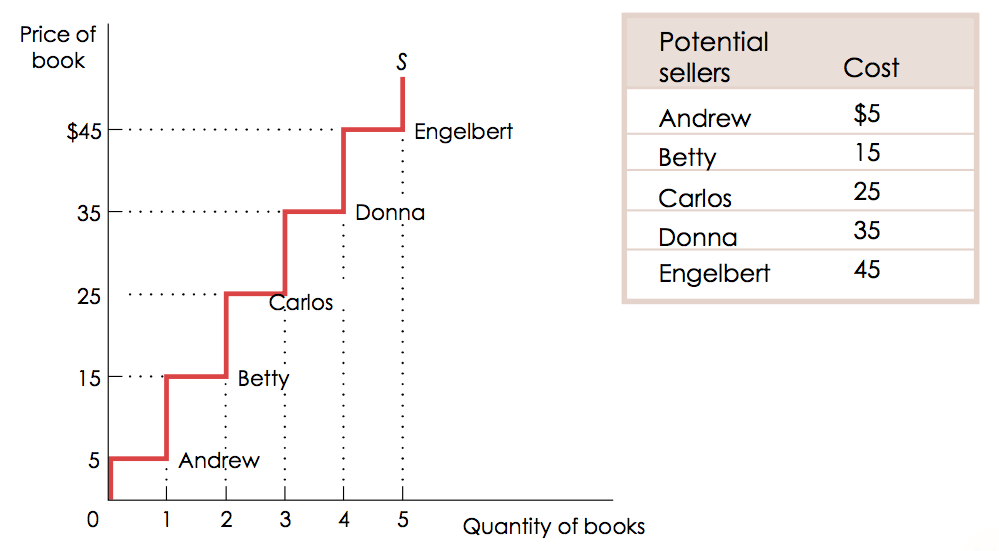 Price of
book
S
$45
Engelbert
35
Donna
25
Carlos
15
Betty
5
Andrew
0 1 2 3 4 5
Quantity of books
Potential
sellers Cost
Andrew $5
Betty 15
Carlos 25
Donna 35
Engelbert 45